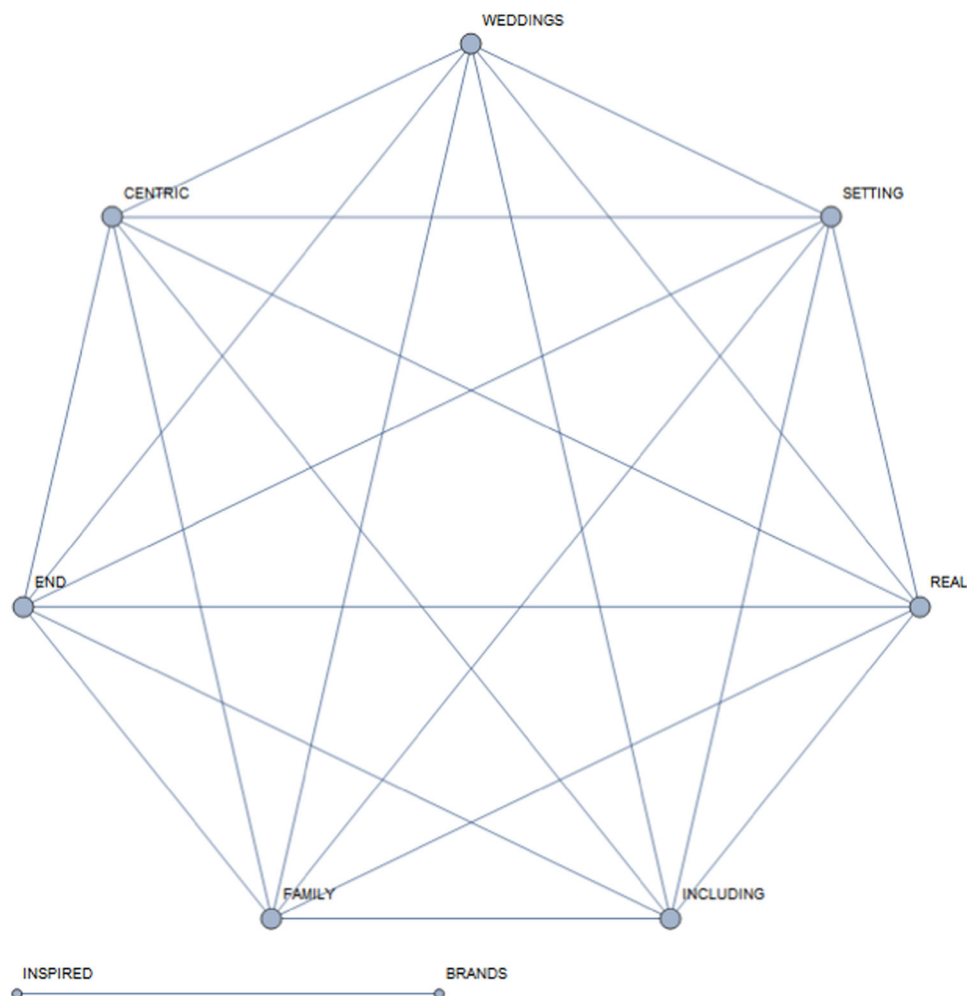 WEDDINGS
CENTRIC
SETTING
END
REAL
FAMILY
INCLUDING
INSPIRED
BRANDS